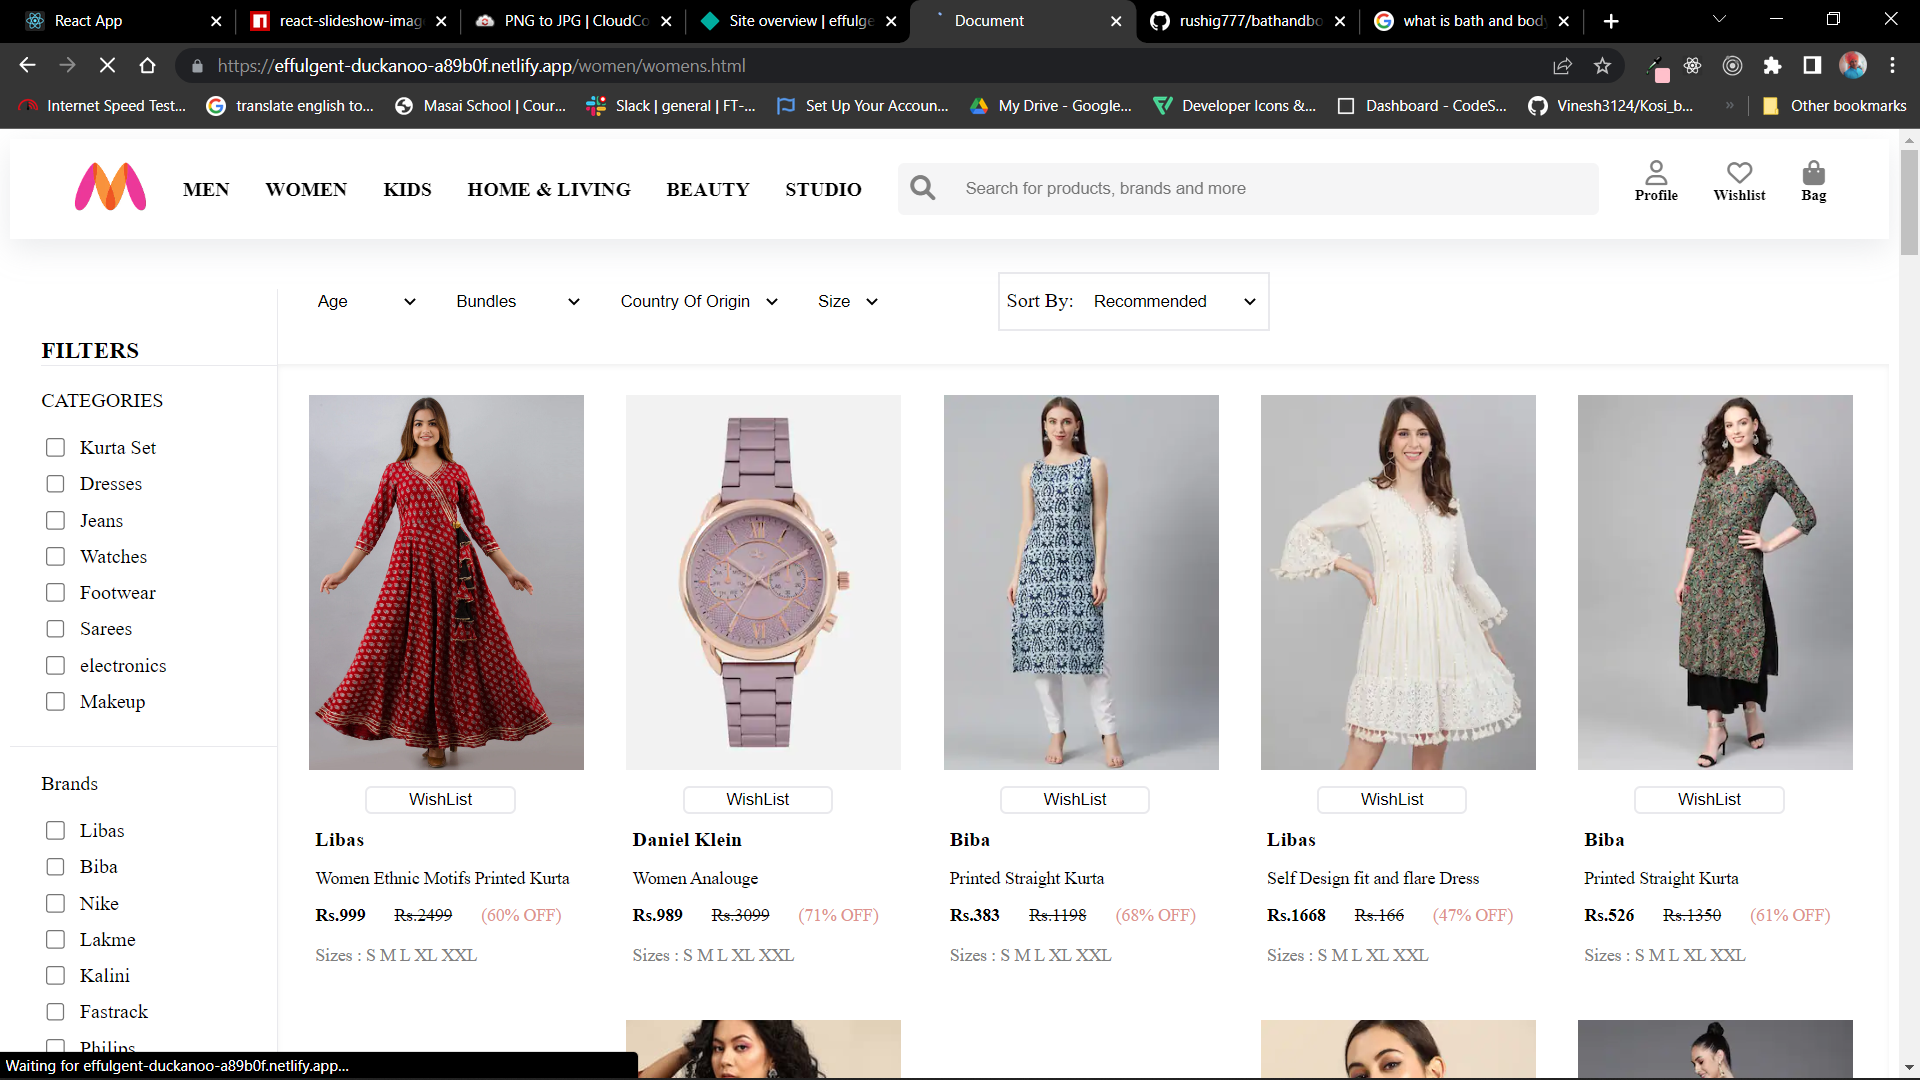 React App
react-slideshow-imag
PNG to JPG | CloudCo
Site overview | effulge
Document
rushig777/bathandbo
what is bath and body
https://effulgent-duckanoo-a89b0f.netlify.app/women/womens.html
Internet Speed Test...
translate english to...
Masai School | Cour...
Slack | general | FT-...
Set Up Your Accoun...
My Drive - Google...
Developer Icons &...
Dashboard - CodeS...
Vinesh3124/Kosi_b...
Other bookmarks
MEN WOMEN KIDS HOME & LIVING BEAUTY STUDIO
Search for products, brands and more
Profile Wishlist Bag
Age Bundles Country Of Origin Size
Sort By: Recommended
FILTERS
CATEGORIES
Kurta Set
Dresses
Jeans
Watches
Footwear
Sarees
electronics
Makeup
Brands
Libas
Biba
Nike
Lakme
Kalini
Fastrack
Philips
WishList
Libas
Women Ethnic Motifs Printed Kurta
Rs.999 Rs.2499 (60% OFF)
Sizes : S M L XL XXL
WishList
Daniel Klein
Women Analouge
Rs.989 Rs.3099 (71% OFF)
Sizes : S M L XL XXL
WishList
Biba
Printed Straight Kurta
Rs.383 Rs.1198 (68% OFF)
Sizes : S M L XL XXL
WishList
Libas
Self Design fit and flare Dress
Rs.1668 Rs.166 (47% OFF)
Sizes : S M L XL XXL
WishList
Biba
Printed Straight Kurta
Rs.526 Rs.1350 (61% OFF)
Sizes : S M L XL XXL
Waiting for effulgent-duckanoo-a89b0f.netlify.app...